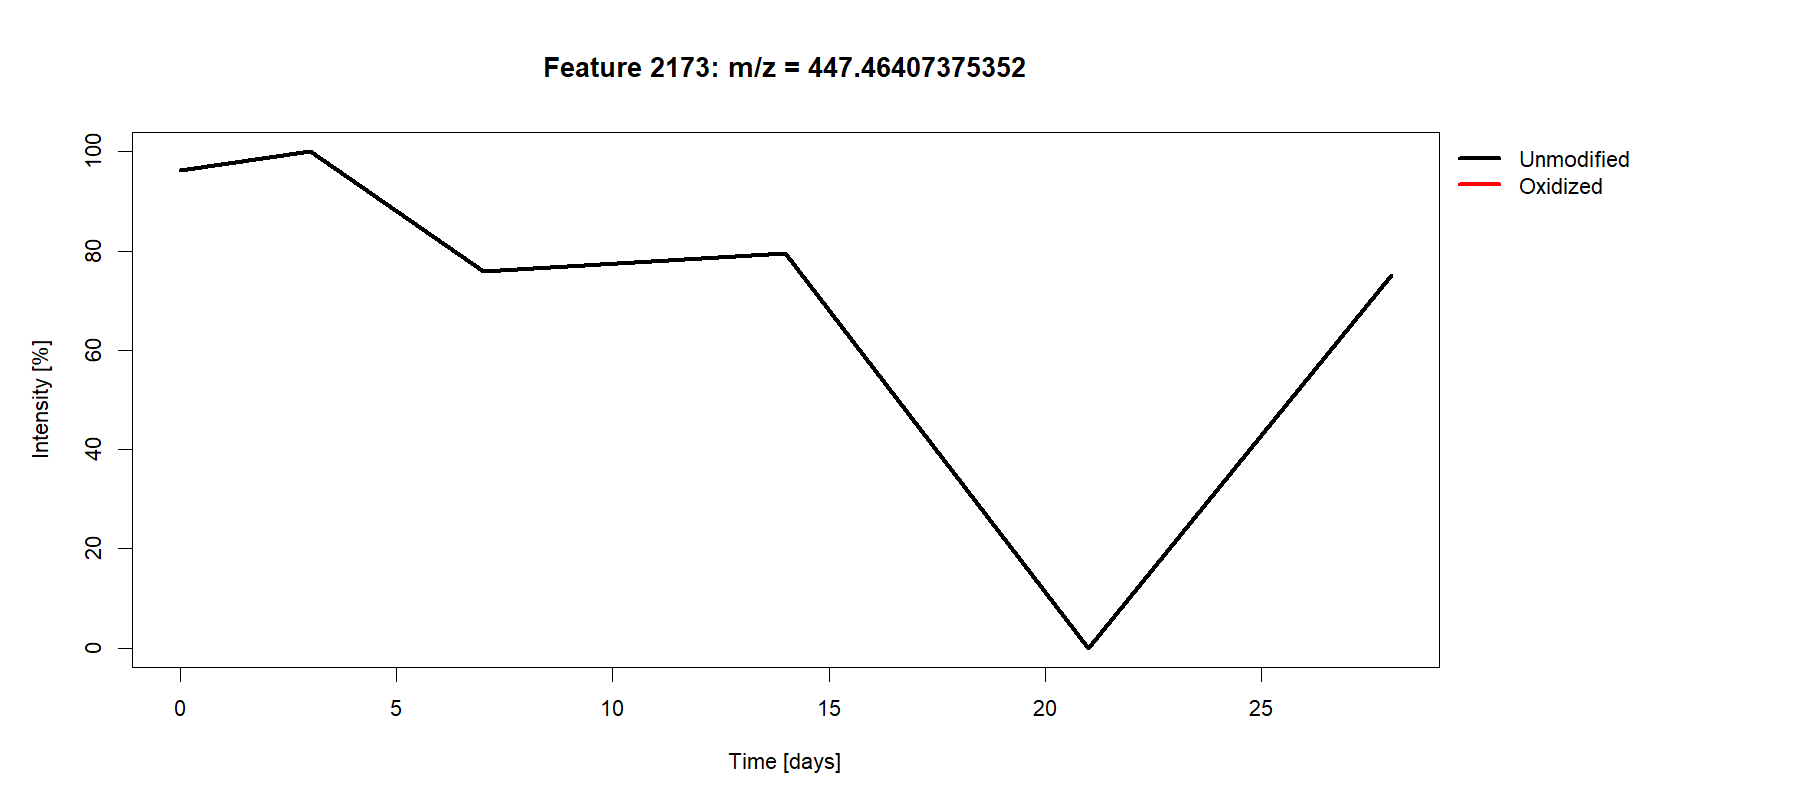 Feature 2173: m/z = 447.46407375352
Unmodified
Oxidized
Intensity [%]
100
80
60
40
20
0
0 5 10 15 20 25
Time [days]